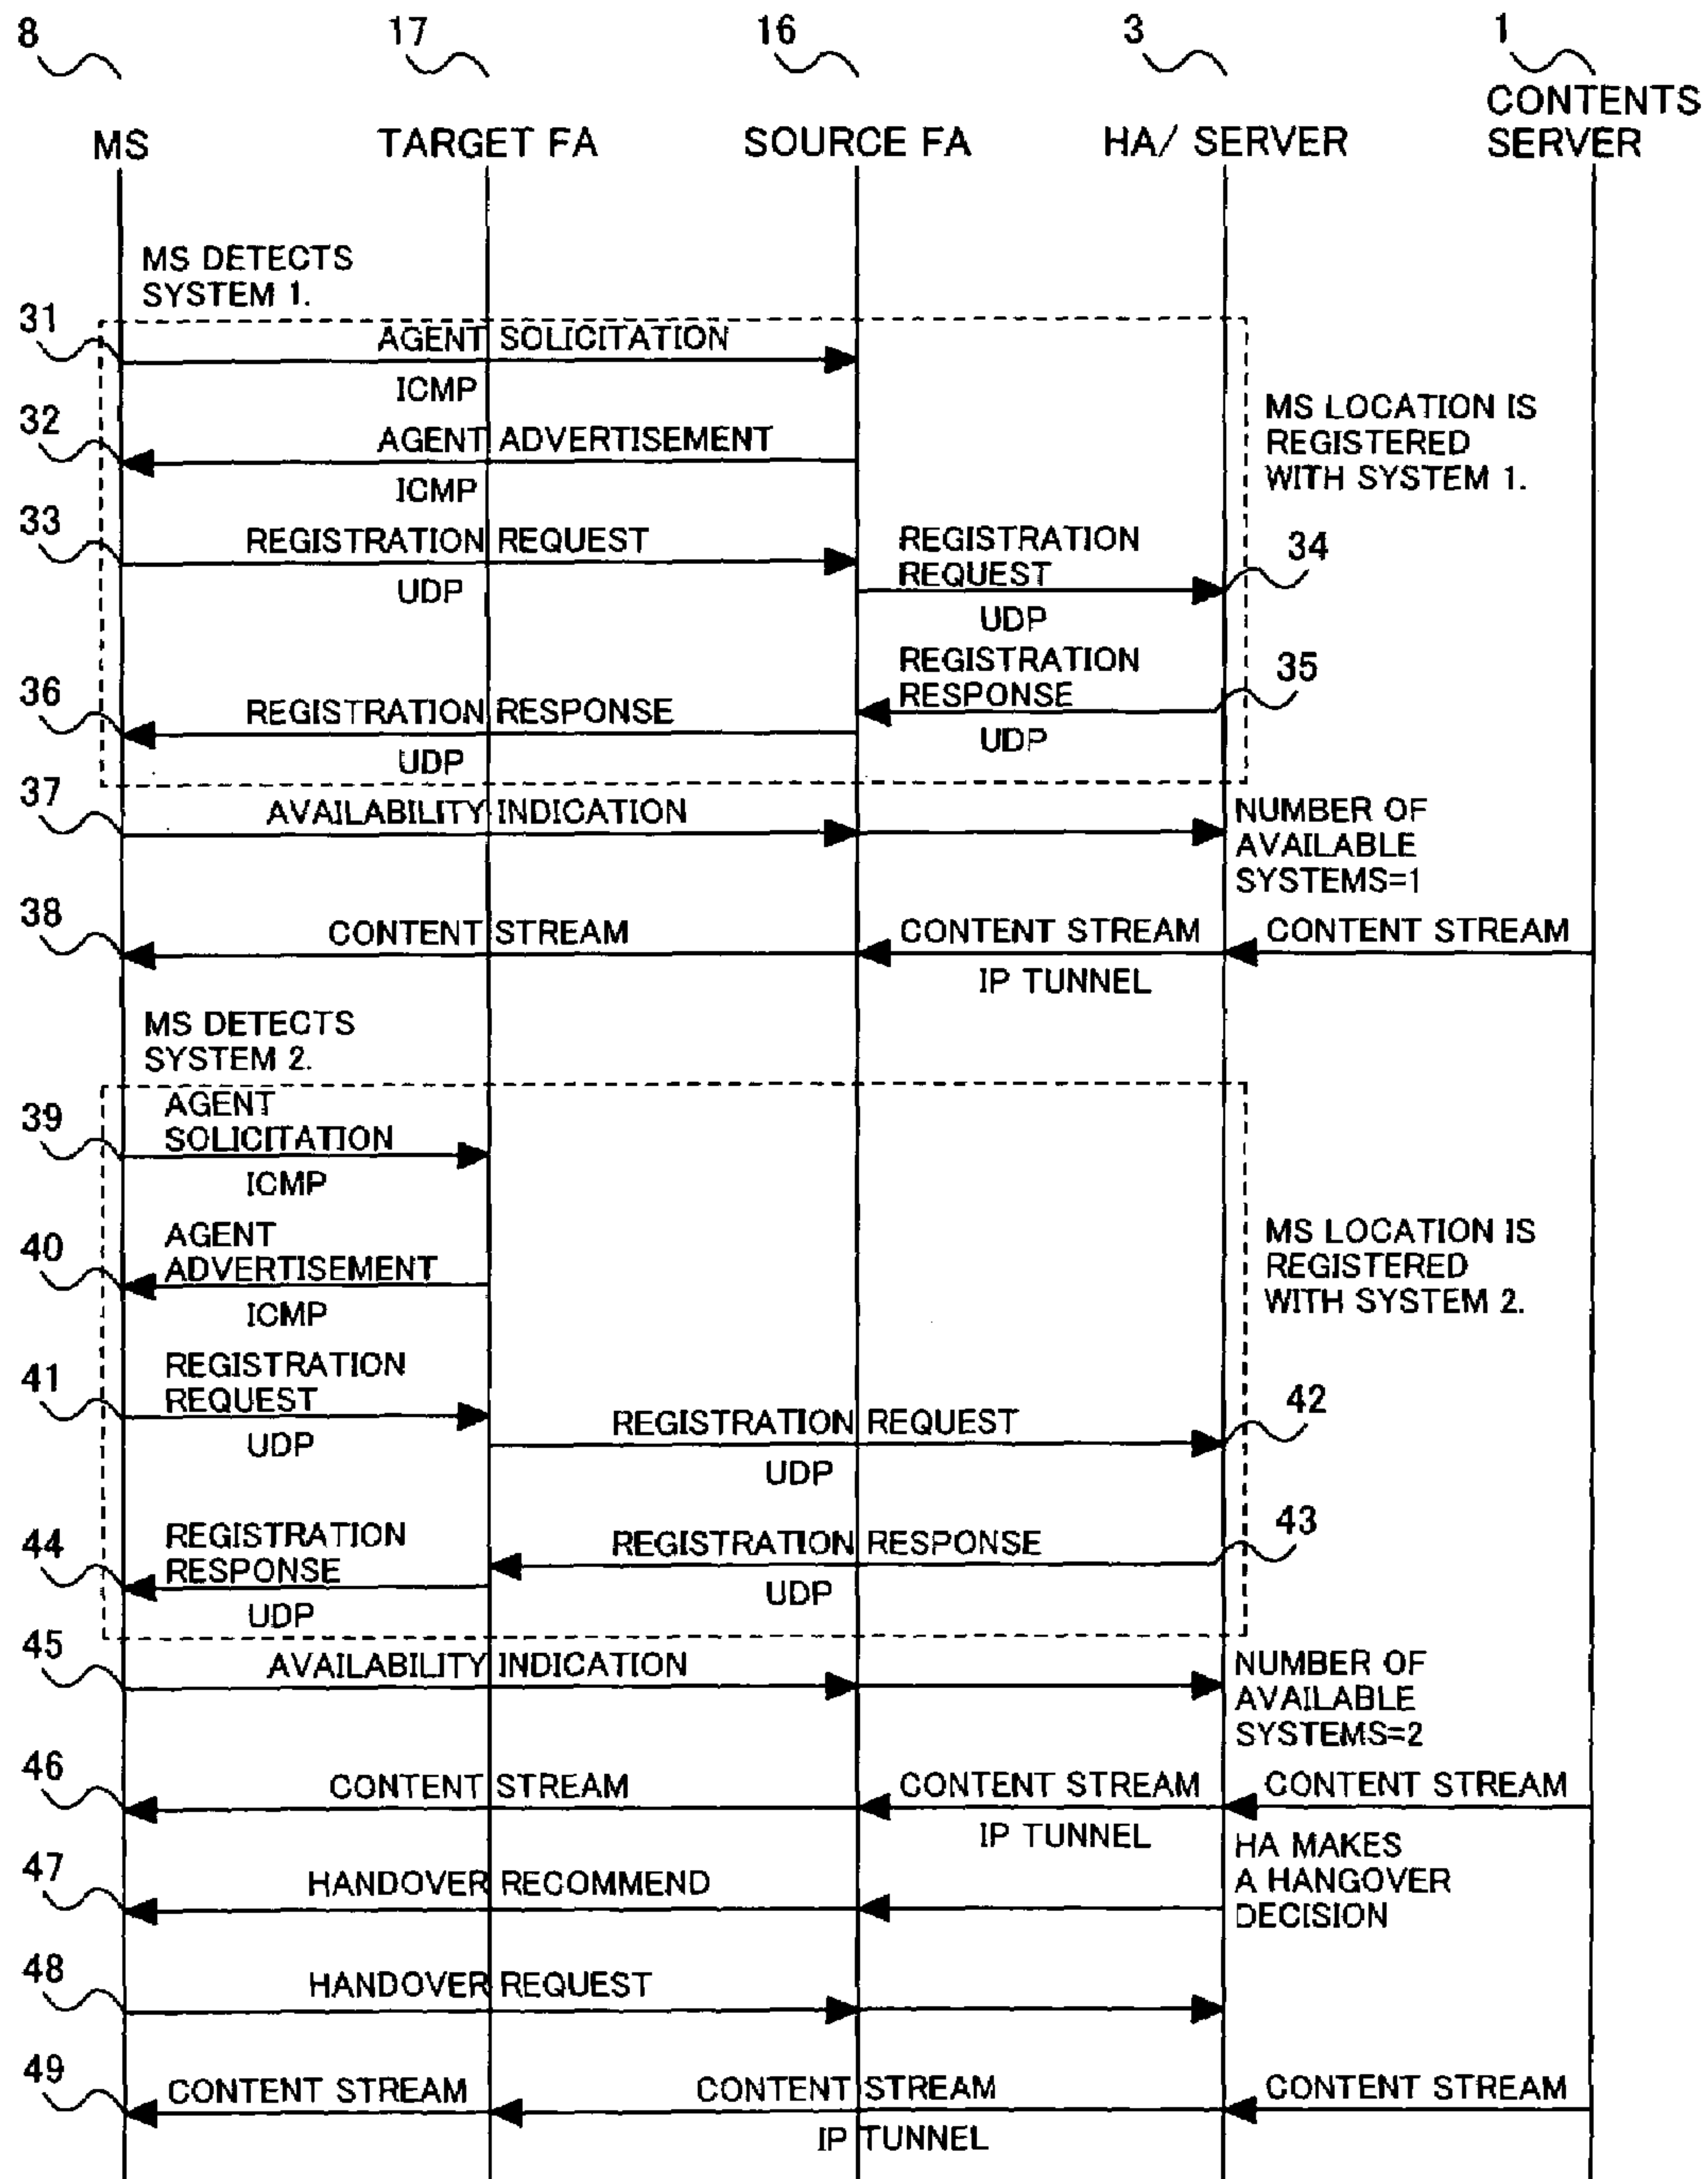 8
17
16
3
1
MS
TARGET FA
SOURCE FA
HA/ SERVER
CONTENTS
SERVER
MS DETECTS
SYSTEM 1.
31
AGENT SOLICITATION
ICMP
32
AGENT ADVERTISEMENT
ICMP
MS LOCATION IS
REGISTERED
WITH SYSTEM 1.
33
REGISTRATION REQUEST
UDP
REGISTRATION
REQUEST
UDP
34
REGISTRATION
RESPONSE
UDP
35
36
REGISTRATION RESPONSE
UDP
37
AVAILABILITY INDICATION
NUMBER OF
AVAILABLE
SYSTEMS=1
38
CONTENT STREAM
CONTENT STREAM
IP TUNNEL
CONTENT STREAM
MS DETECTS
SYSTEM 2.
39
AGENT
SOLICITATION
ICMP
40
AGENT
ADVERTISEMENT
ICMP
MS LOCATION IS
REGISTERED
WITH SYSTEM 2.
41
REGISTRATION
REQUEST
UDP
REGISTRATION REQUEST
UDP
42
REGISTRATION RESPONSE
UDP
43
44
REGISTRATION
RESPONSE
UDP
45
AVAILABILITY INDICATION
NUMBER OF
AVAILABLE
SYSTEMS=2
46
CONTENT STREAM
CONTENT STREAM
IP TUNNEL
CONTENT STREAM
47
HANDOVER RECOMMEND
HA MAKES
A HANGOVER
DECISION
48
HANDOVER REQUEST
49
CONTENT STREAM
CONTENT STREAM
IP TUNNEL
CONTENT STREAM